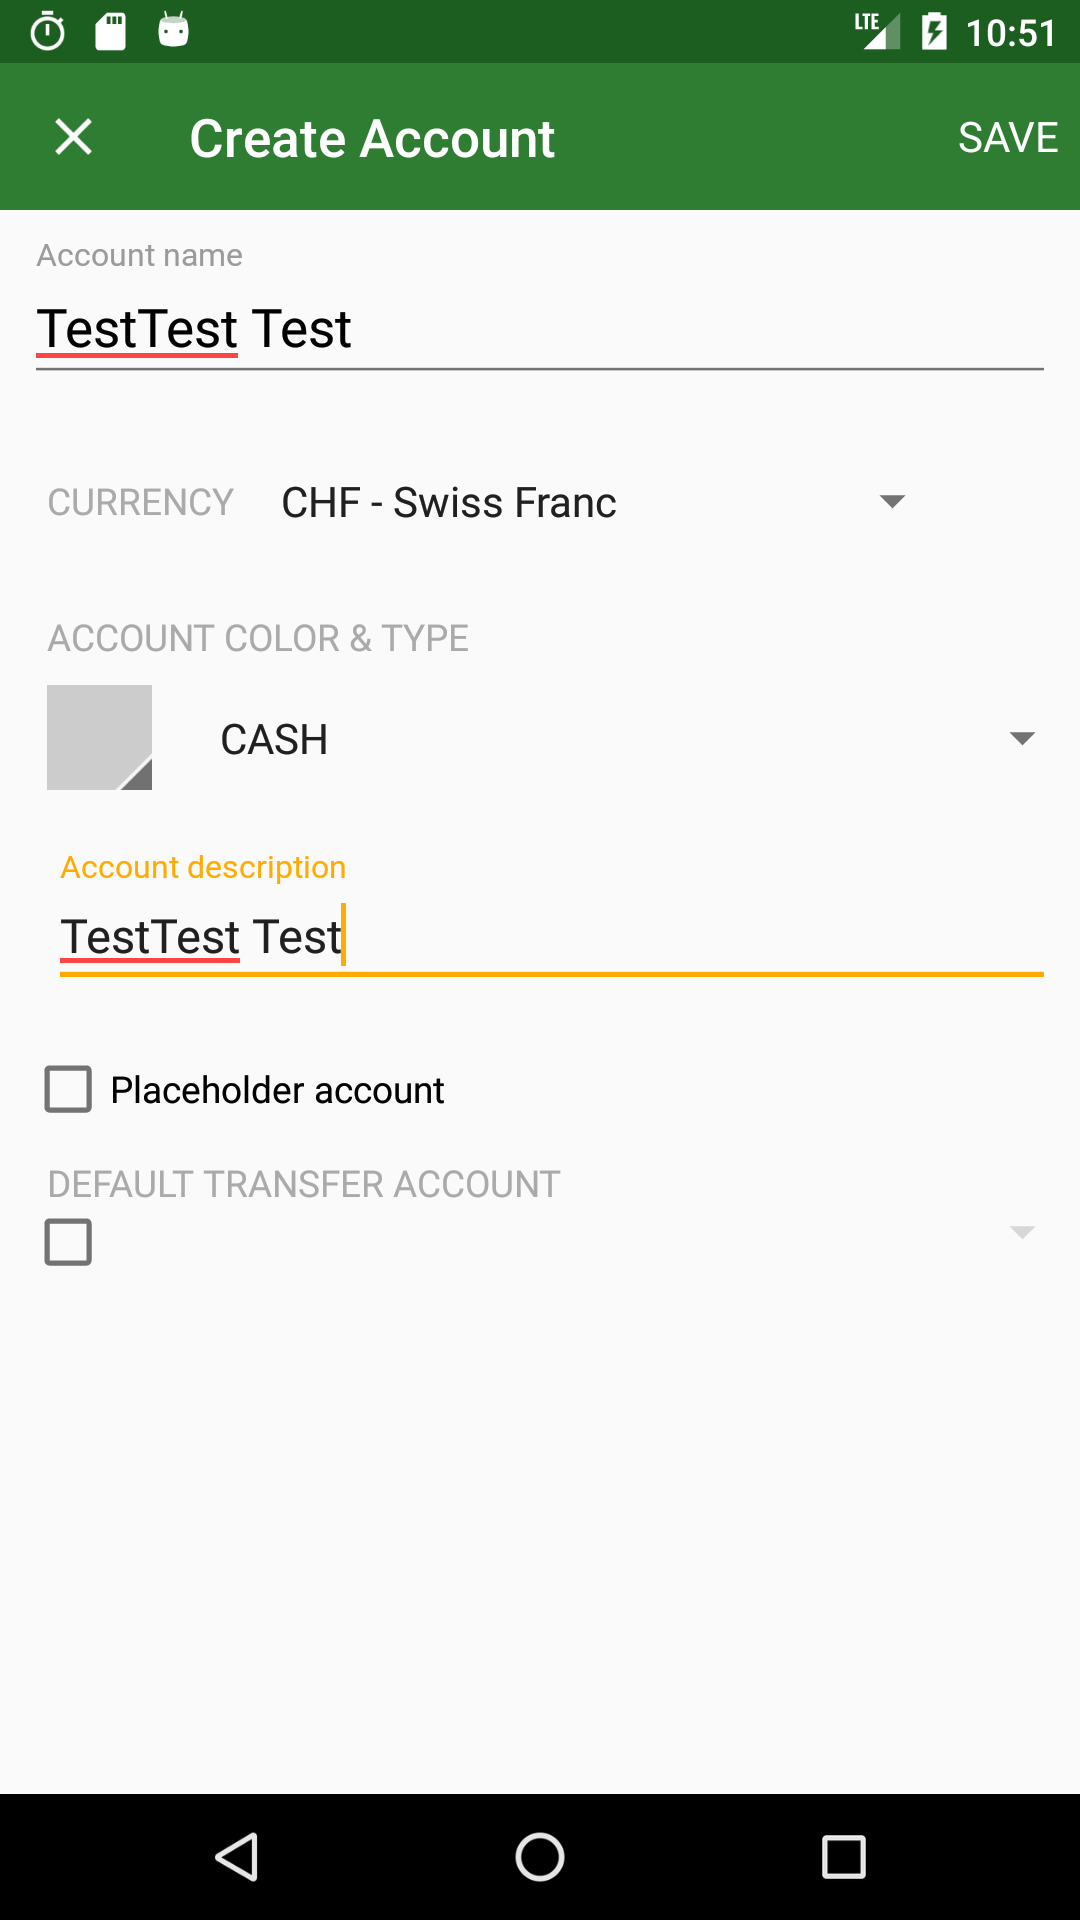 LTE 10:51
Create Account SAVE
Account name
TestTest Test
CURRENCY CHF - Swiss Franc
ACCOUNT COLOR & TYPE
CASH
Account description
TestTest Test
Placeholder account
DEFAULT TRANSFER ACCOUNT